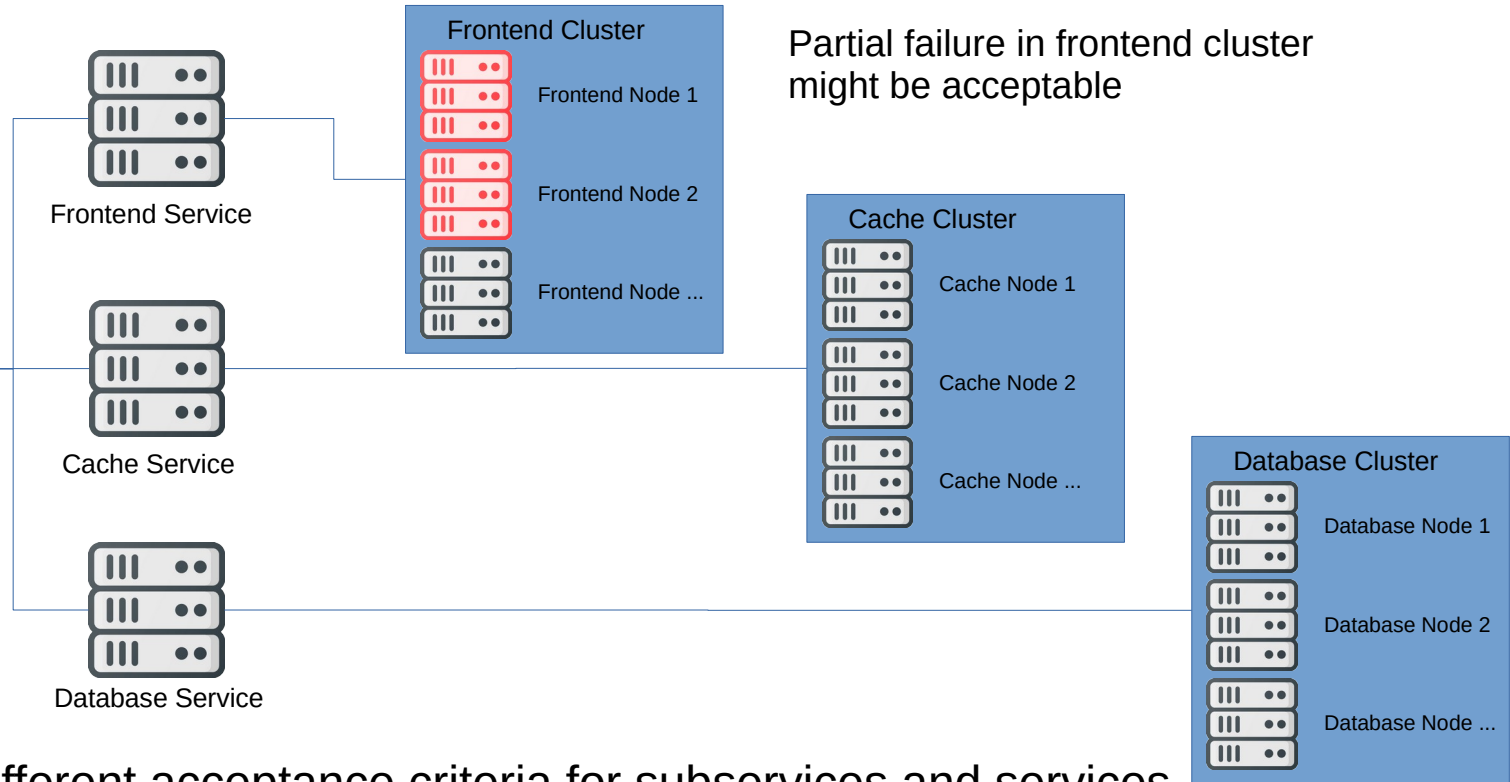 Frontend Cluster
Frontend Node 1
Frontend Node 2
Frontend Node ...
Partial failure in frontend cluster
might be acceptable
Frontend Service
Cache Cluster
Cache Node 1
Cache Node 2
Cache Node ...
Cache Service
Database Cluster
Database Node 1
Database Node 2
Database Node ...
Database Service
fferent acceptance criteria for subservices and services